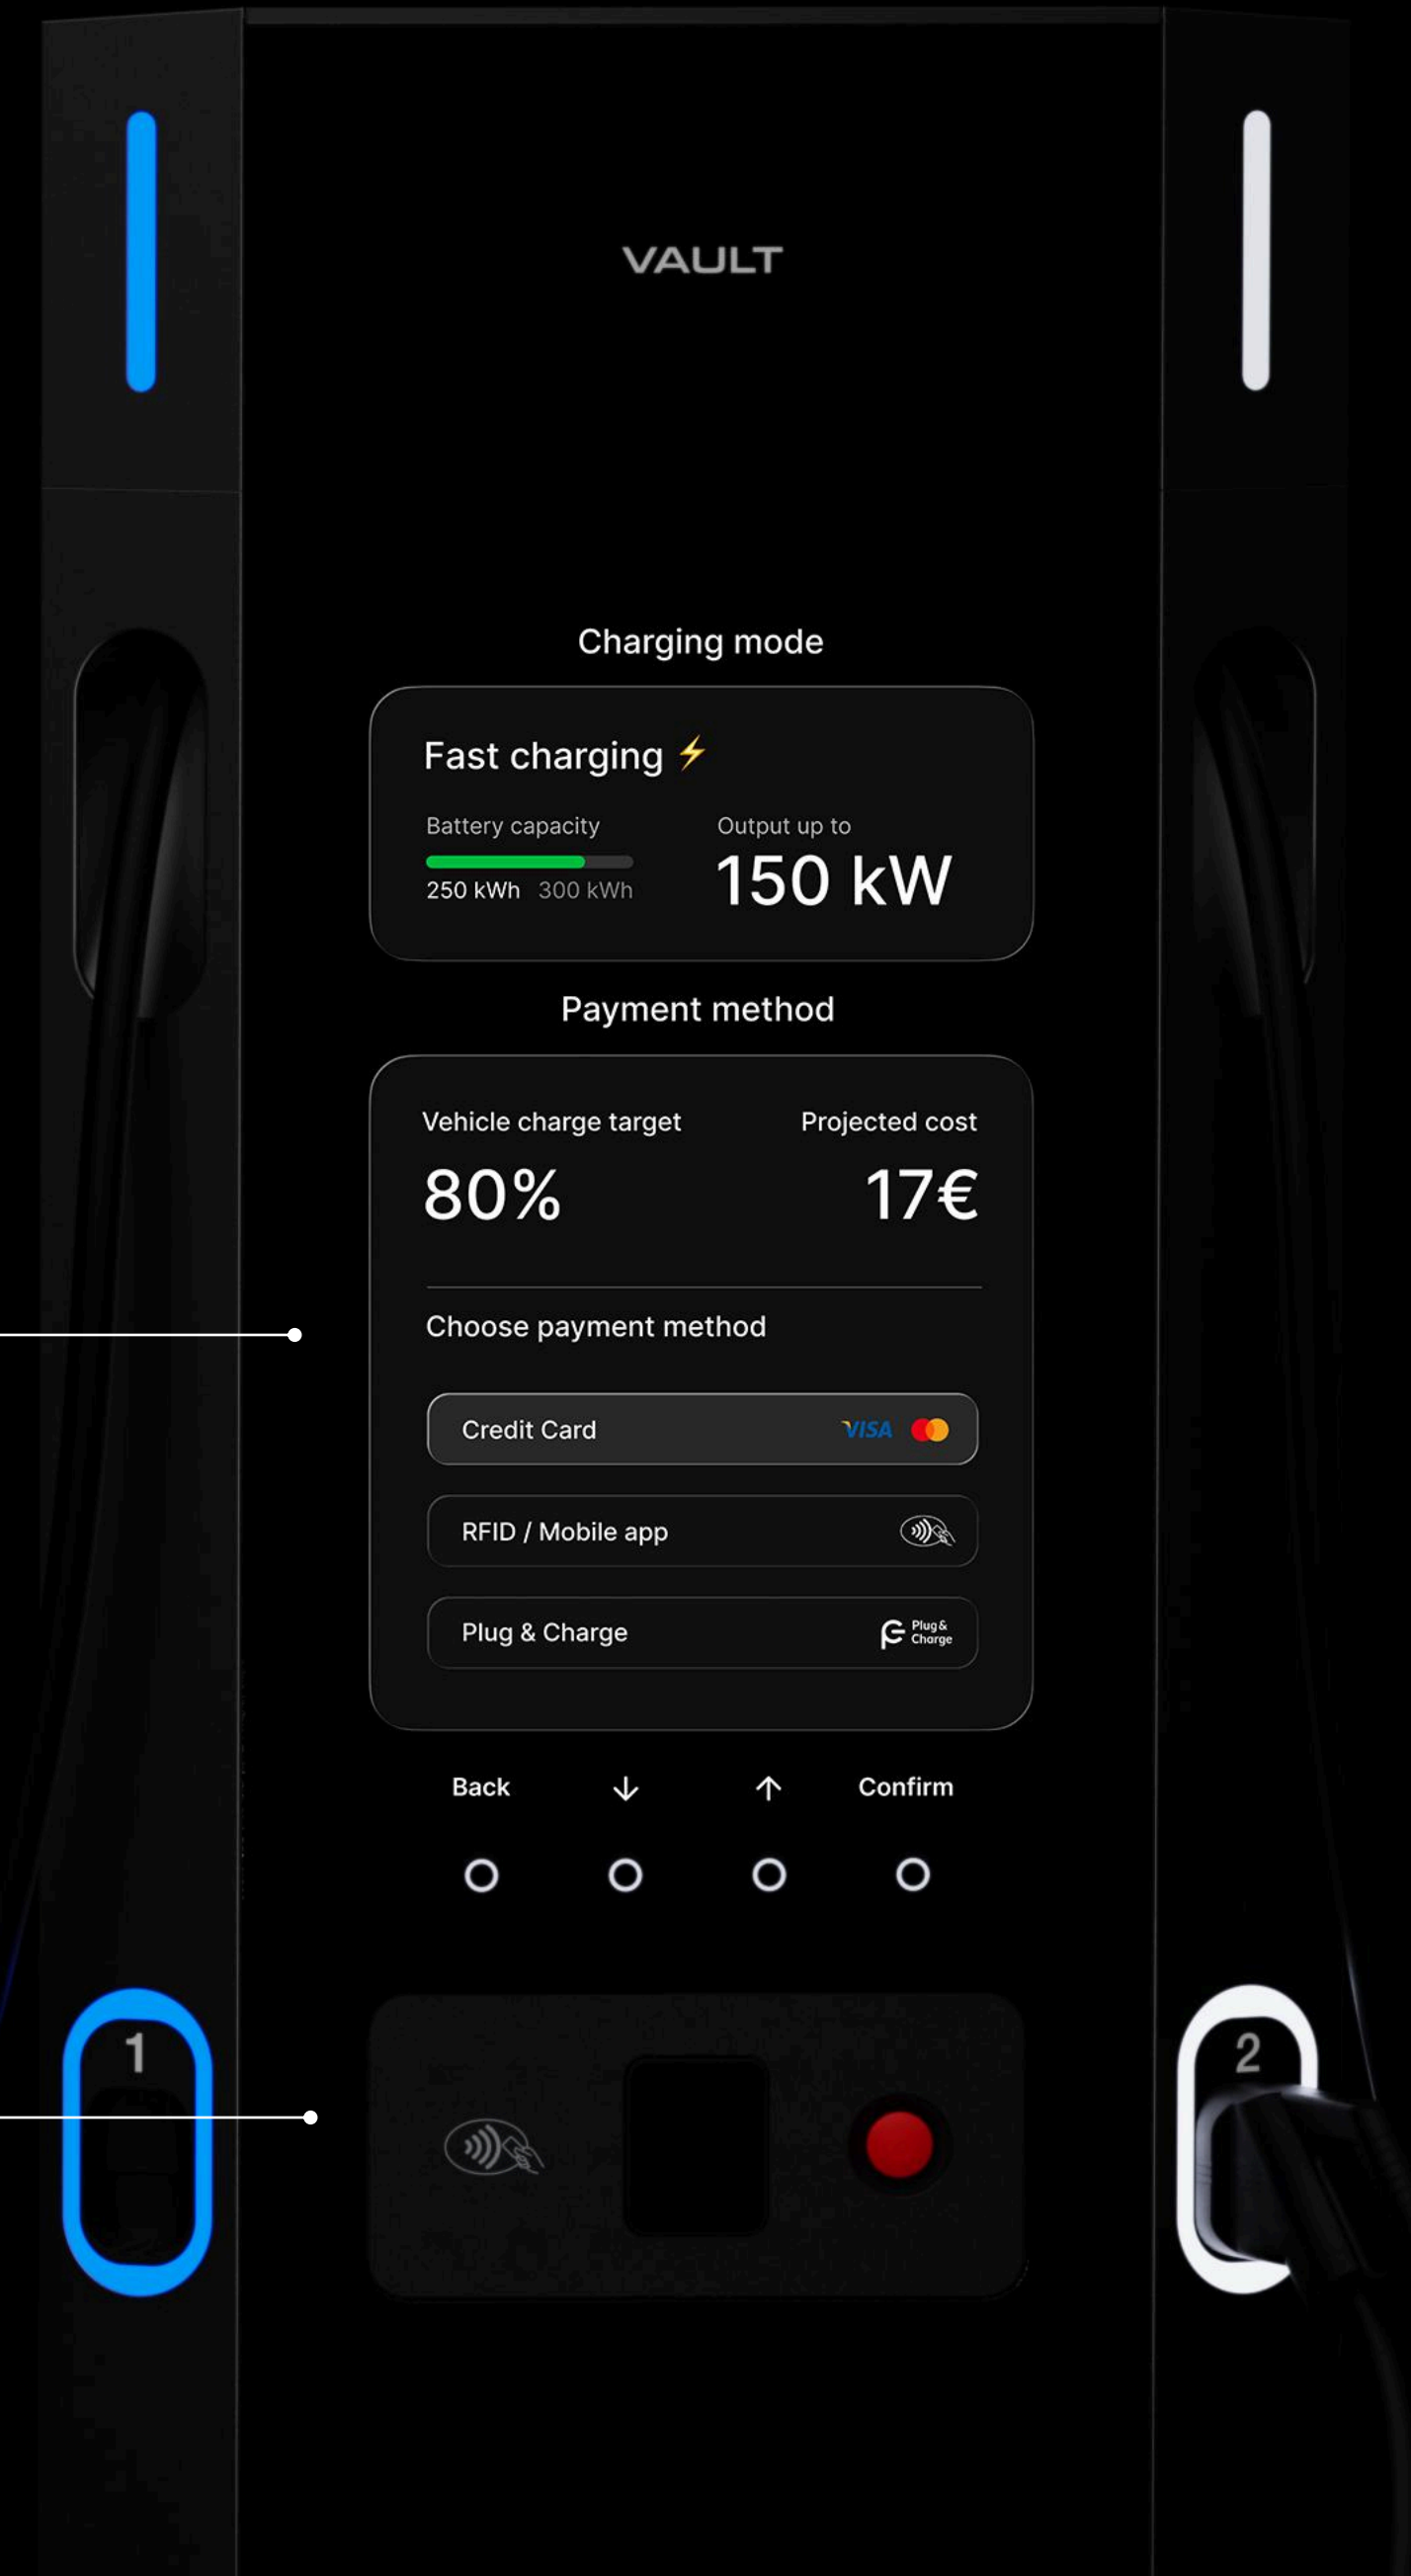 VAULT
Charging mode
Fast charging ⚡
Battery capacity
250 kWh 300 kWh
Output up to
150 kW
Payment method
Vehicle charge target
80%
Projected cost
17€
Choose payment method
Credit Card VISA
RFID / Mobile app
Plug & Charge Plug &
Charge
Back ↓ ↑ Confirm
1
2